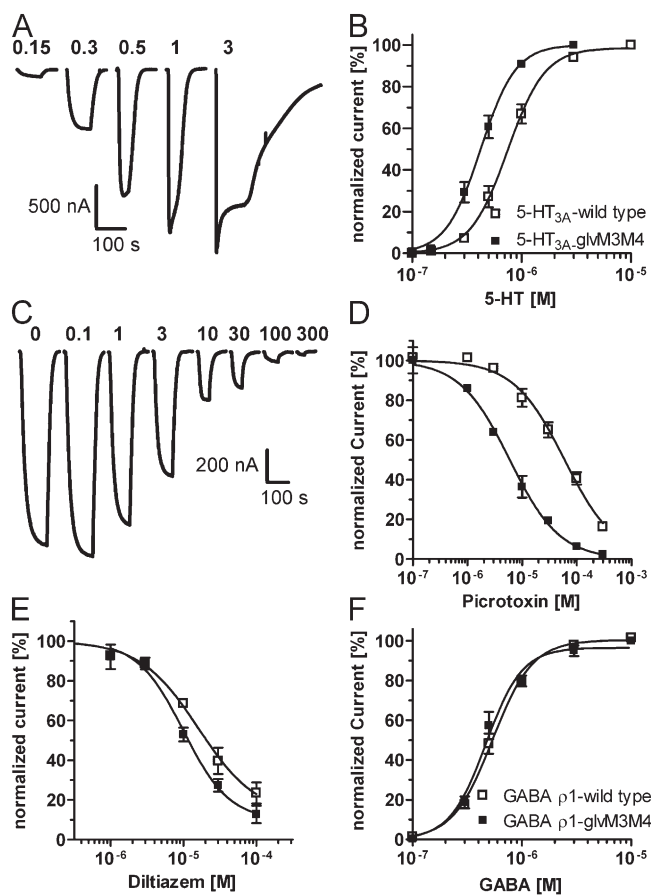 A
0.15 0.3 0.5 1 3
500 nA
100 s
B
normalized current [%]
100
80
60
40
20
0
5-HT3A-wild type
5-HT3A-glvM3M4
10-7 10-6 10-5
5-HT [M]
C
0 0.1 1 3 10 30 100 300
200 nA
100 s
D
normalized Current [%]
100
80
60
40
20
0
10-7 10-6 10-5 10-4 10-3
Picrotoxin [M]
E
normalized current [%]
100
80
60
40
20
0
10-6 10-5 10-4
Diltiazem [M]
F
normalized Current [%]
100
80
60
40
20
0
GABA ρ1-wild type
GABA ρ1-glvM3M4
10-7 10-6 10-5
GABA [M]